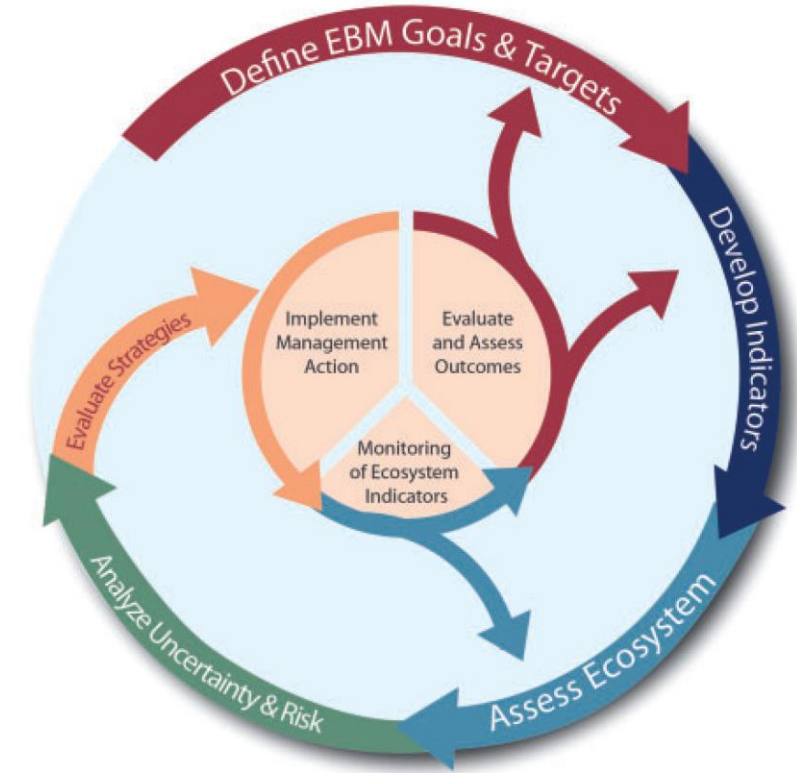 Define EBM Goals & Targets
Develop Indicators
Assess Ecosystem
Analyze Uncertainty & Risk
Evaluate Strategies
Implement
Management
Action
Evaluate
and Assess
Outcomes
Monitoring
of Ecosystem
Indicators